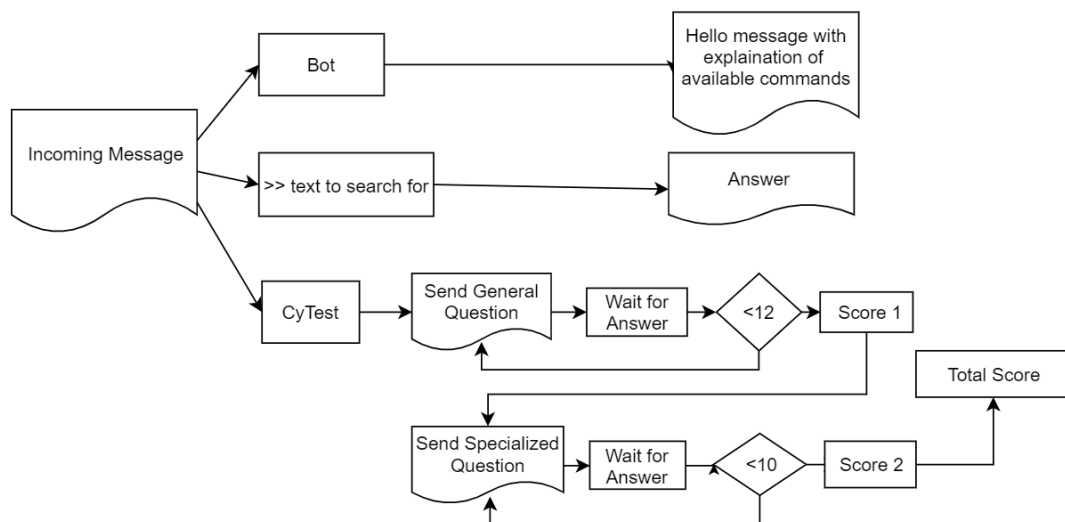 Hello message with
explaination of
available commands
Bot
Incoming Message
>> text to search for
Answer
CyTest
Send General
Question
Wait for
Answer
<12
Score 1
Total Score
Send Specialized
Question
Wait for
Answer
<10
Score 2